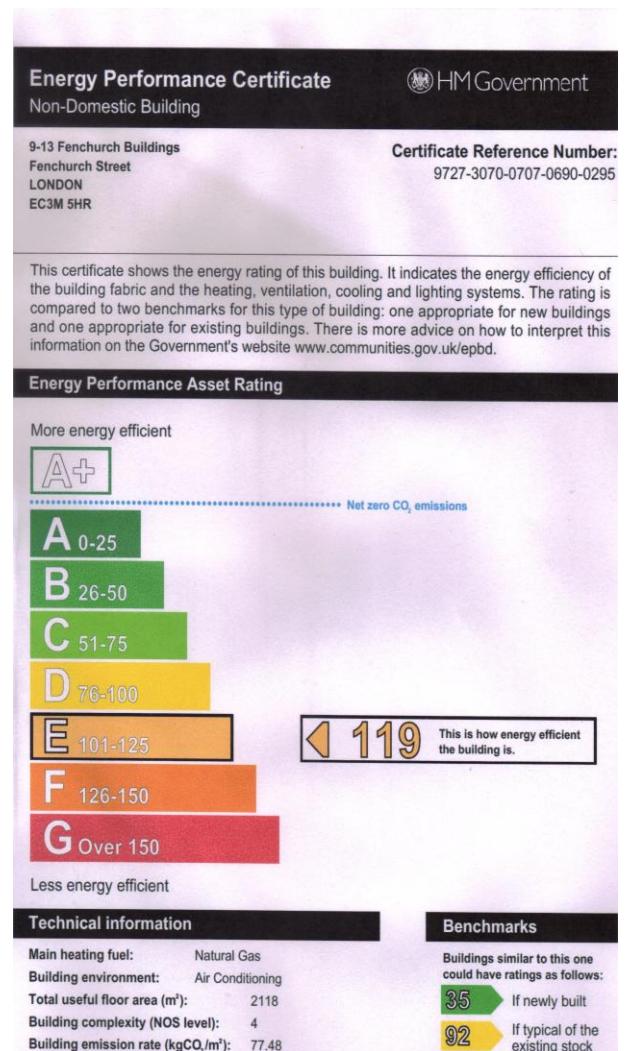 Energy Performance Certificate
HM Government
Non-Domestic Building
9-13 Fenchurch Buildings
Fenchurch Street
LONDON
EC3M 5HR
Certificate Reference Number:
9727-3070-0707-0690-0295
This certificate shows the energy rating of this building. It indicates the energy efficiency of
the building fabric and the heating, ventilation, cooling and lighting systems. The rating is
compared to two benchmarks for this type of building: one appropriate for new buildings
and one appropriate for existing buildings. There is more advice on how to interpret this
information on the Government's website www.communities.gov.uk/epbd.
Energy Performance Asset Rating
More energy efficient
A+
Net zero CO₂ emissions
A 0-25
B 26-50
C 51-75
D 76-100
E 101-125
119 This is how energy efficient
the building is.
F 126-150
G Over 150
Less energy efficient
Technical information
Main heating fuel: Natural Gas
Building environment: Air Conditioning
Total useful floor area (m²): 2118
Building complexity (NOS level): 4
Building emission rate (kgCO₂/m²): 77.48
Benchmarks
Buildings similar to this one
could have ratings as follows:
35 If newly built
92 If typical of the
existing stock